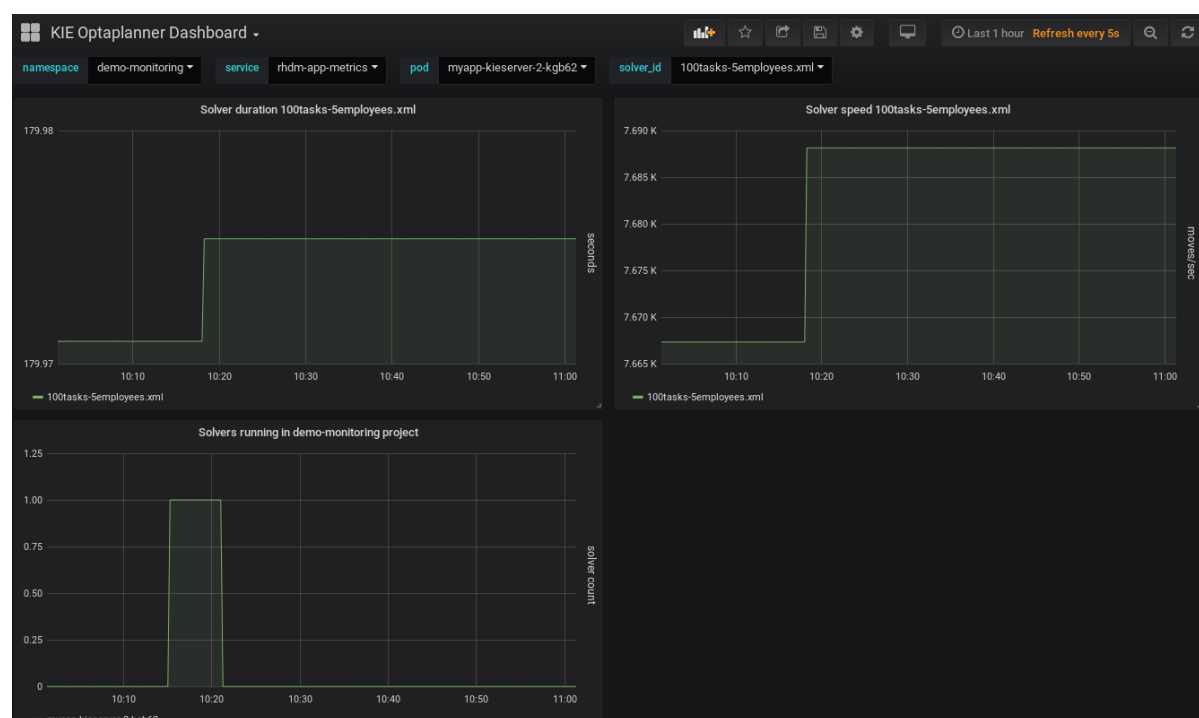 KIE Optaplanner Dashboard
Last 1 hour Refresh every 5s
namespace demo-monitoring service rhdm-app-metrics pod myapp-kieserver-2-kgb62 solver_id 100tasks-5employees.xml
Solver duration 100tasks-5employees.xml
179.98
179.97
seconds
10:10 10:20 10:30 10:40 10:50 11:00
100tasks-5employees.xml
Solver speed 100tasks-5employees.xml
7.690 K
7.685 K
7.680 K
7.675 K
7.670 K
7.665 K
moves/sec
10:10 10:20 10:30 10:40 10:50 11:00
100tasks-5employees.xml
Solvers running in demo-monitoring project
1.25
1.00
0.75
0.50
0.25
0
solver count
10:10 10:20 10:30 10:40 10:50 11:00